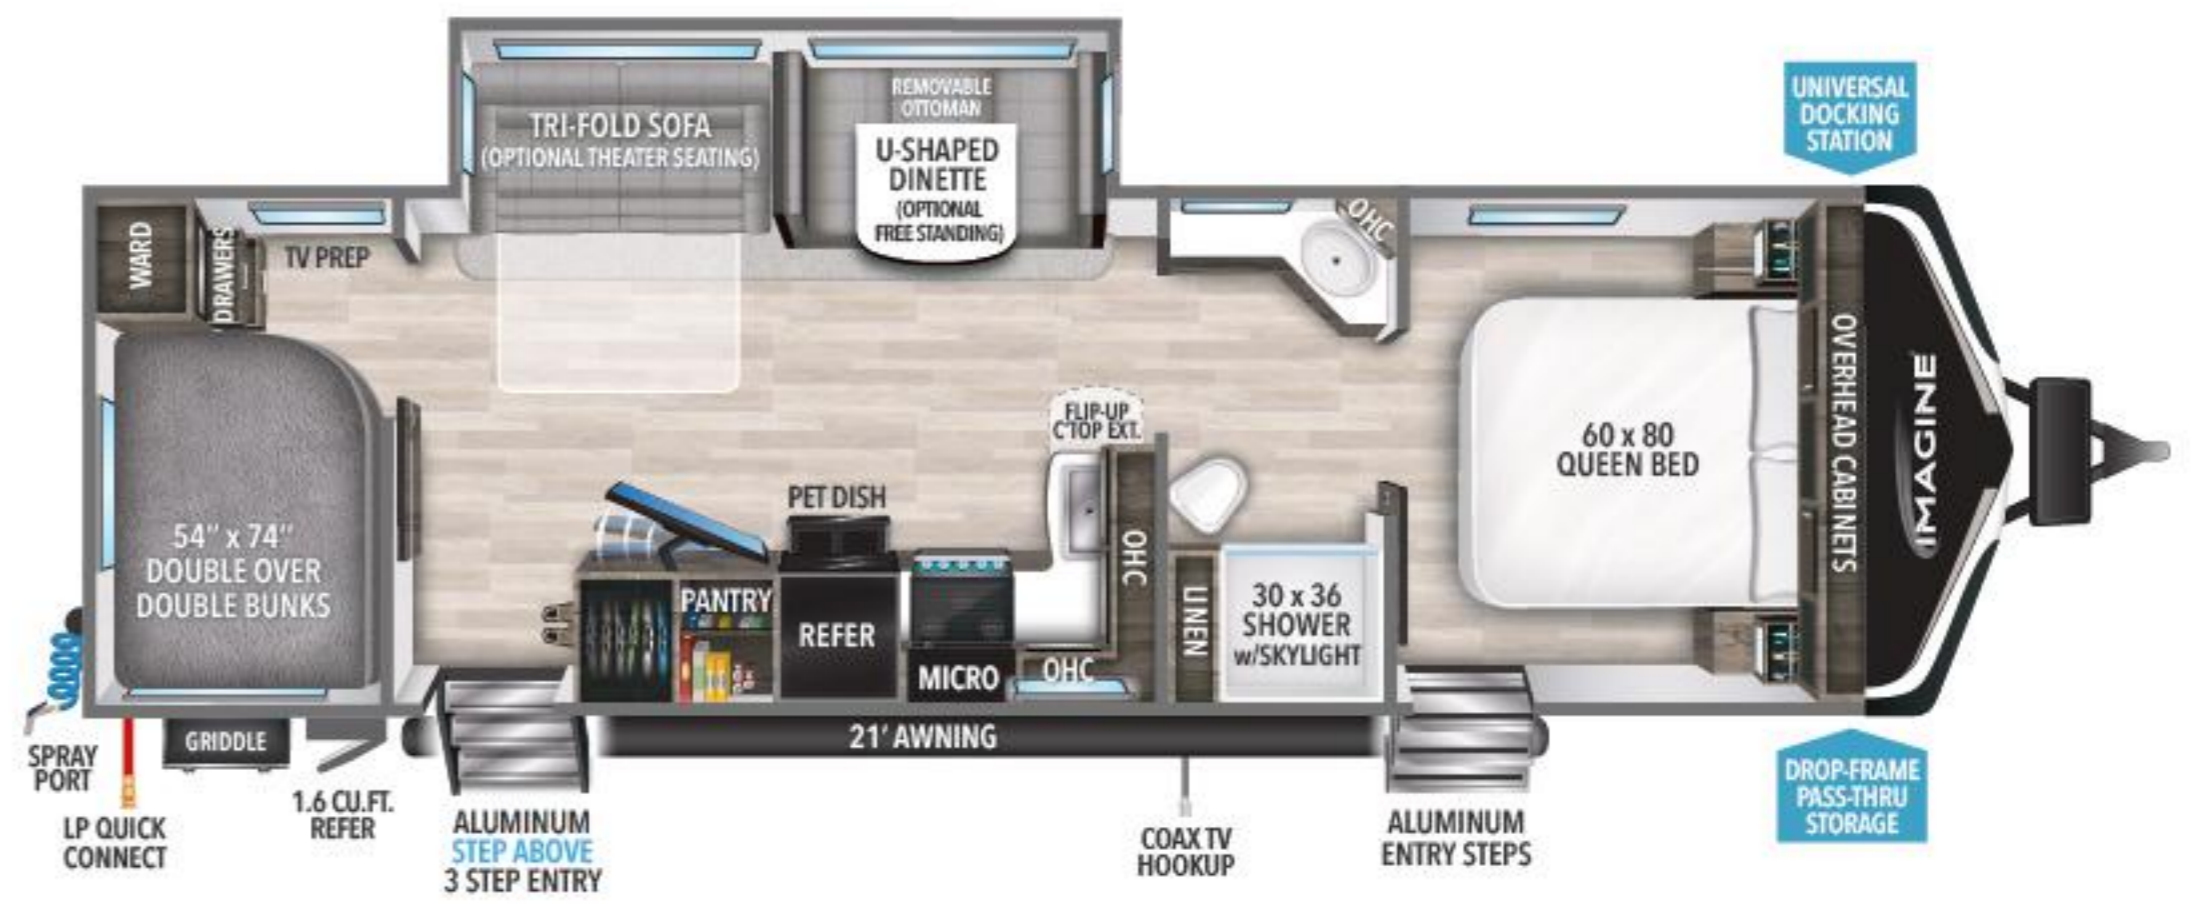 UNIVERSAL
DOCKING
STATION
REMOVABLE
OTTOMAN
TRI-FOLD SOFA
(OPTIONAL THEATER SEATING)
U-SHAPED
DINETTE
(OPTIONAL
FREE STANDING)
WARD
DRAWERS
TV PREP
OHC
OVERHEAD CABINETS
IMAGINE
60 x 80
QUEEN BED
FLIP-UP
C'TOP EXT.
PET DISH
54" x 74"
DOUBLE OVER
DOUBLE BUNKS
PANTRY
REFER
MICRO
OHC
OHC
LINEN
30 x 36
SHOWER
w/SKYLIGHT
GRIDDLE
21' AWNING
SPRAY
PORT
LP QUICK
CONNECT
1.6 CU.FT.
REFER
ALUMINUM
STEP ABOVE
3 STEP ENTRY
COAX TV
HOOKUP
ALUMINUM
ENTRY STEPS
DROP-FRAME
PASS-THRU
STORAGE